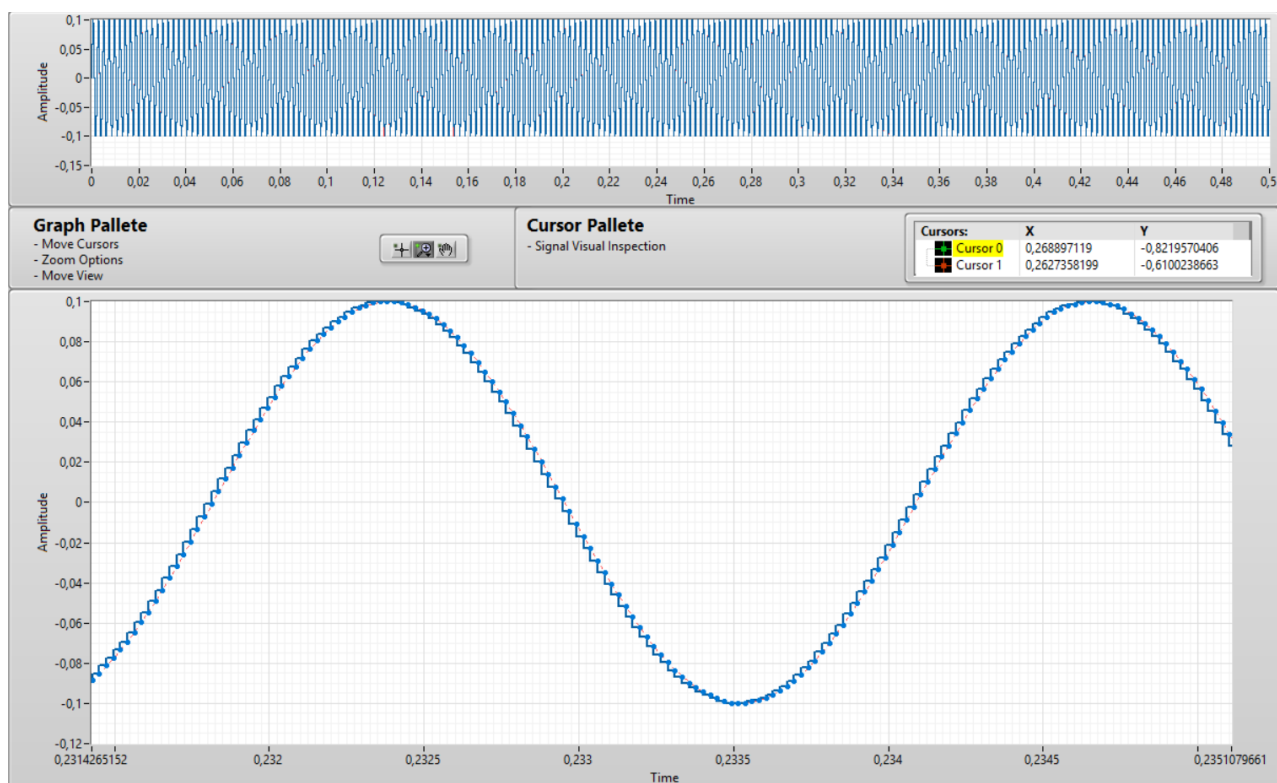 0,1
0,05
0
-0,05
-0,1
-0,15
Amplitude
0 0,02 0,04 0,06 0,08 0,1 0,12 0,14 0,16 0,18 0,2 0,22 0,24 0,26 0,28 0,3 0,32 0,34 0,36 0,38 0,4 0,42 0,44 0,46 0,48 0,5
Time
Graph Pallete
- Move Cursors
- Zoom Options
- Move View
Cursor Pallete
- Signal Visual Inspection
Cursors: X Y
Cursor 0 0,268897119 -0,8219570406
Cursor 1 0,2627358199 -0,6100238663
0,1
0,08
0,06
0,04
0,02
0
-0,02
-0,04
-0,06
-0,08
-0,1
-0,12
Amplitude
0,2314265152 0,232 0,2325 0,233 0,2335 0,234 0,2345 0,2351079661
Time